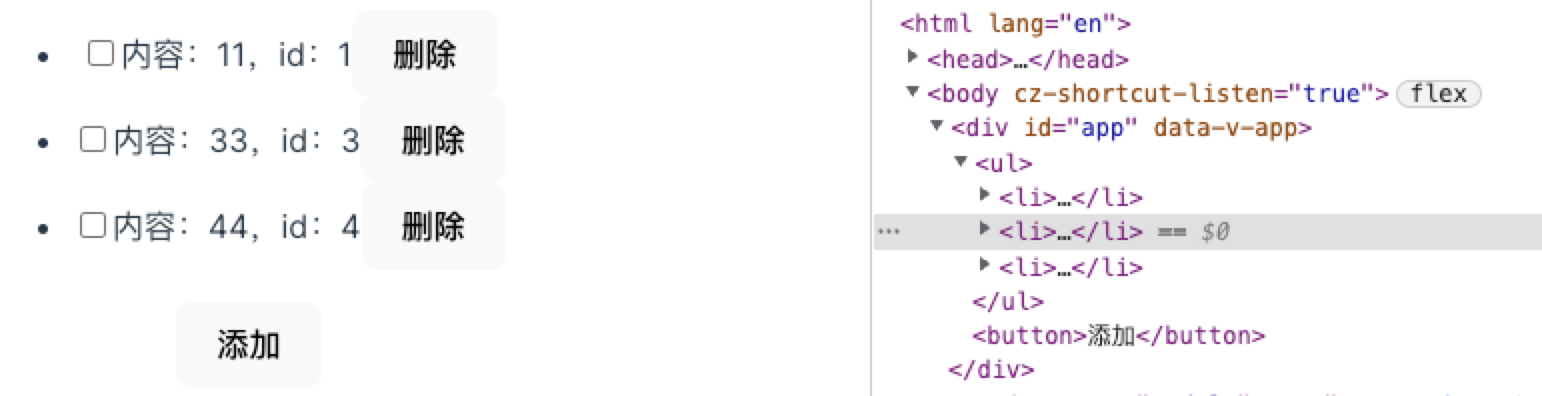 内容：11，id：1 删除
内容：33，id：3 删除
内容：44，id：4 删除
添加
<html lang="en">
<head>…</head>
<body cz-shortcut-listen="true"> flex
<div id="app" data-v-app>
<ul>
<li>…</li>
… <li>…</li> == $0
<li>…</li>
</ul>
<button>添加</button>
</div>